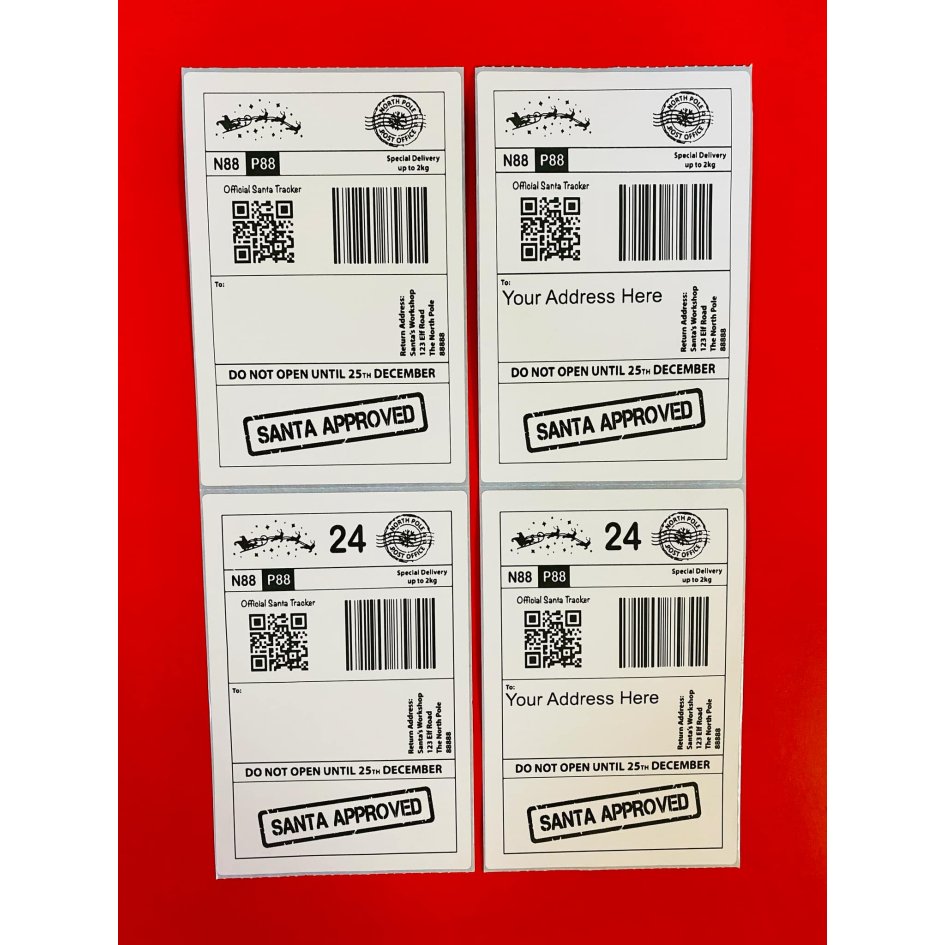 NORTH POLE
POST OFFICE
N88 P88
Special Delivery
up to 2kg
Official Santa Tracker
To:
Return Address:
Santa's Workshop
123 Elf Road
The North Pole
88888
DO NOT OPEN UNTIL 25TH DECEMBER
SANTA APPROVED
NORTH POLE
POST OFFICE
N88 P88
Special Delivery
up to 2kg
Official Santa Tracker
To:
Your Address Here
Return Address:
Santa's Workshop
123 Elf Road
The North Pole
88888
DO NOT OPEN UNTIL 25TH DECEMBER
SANTA APPROVED
24
NORTH POLE
POST OFFICE
N88 P88
Special Delivery
up to 2kg
Official Santa Tracker
To:
Return Address:
Santa's Workshop
123 Elf Road
The North Pole
88888
DO NOT OPEN UNTIL 25TH DECEMBER
SANTA APPROVED
24
NORTH POLE
POST OFFICE
N88 P88
Special Delivery
up to 2kg
Official Santa Tracker
To:
Your Address Here
Return Address:
Santa's Workshop
123 Elf Road
The North Pole
88888
DO NOT OPEN UNTIL 25TH DECEMBER
SANTA APPROVED